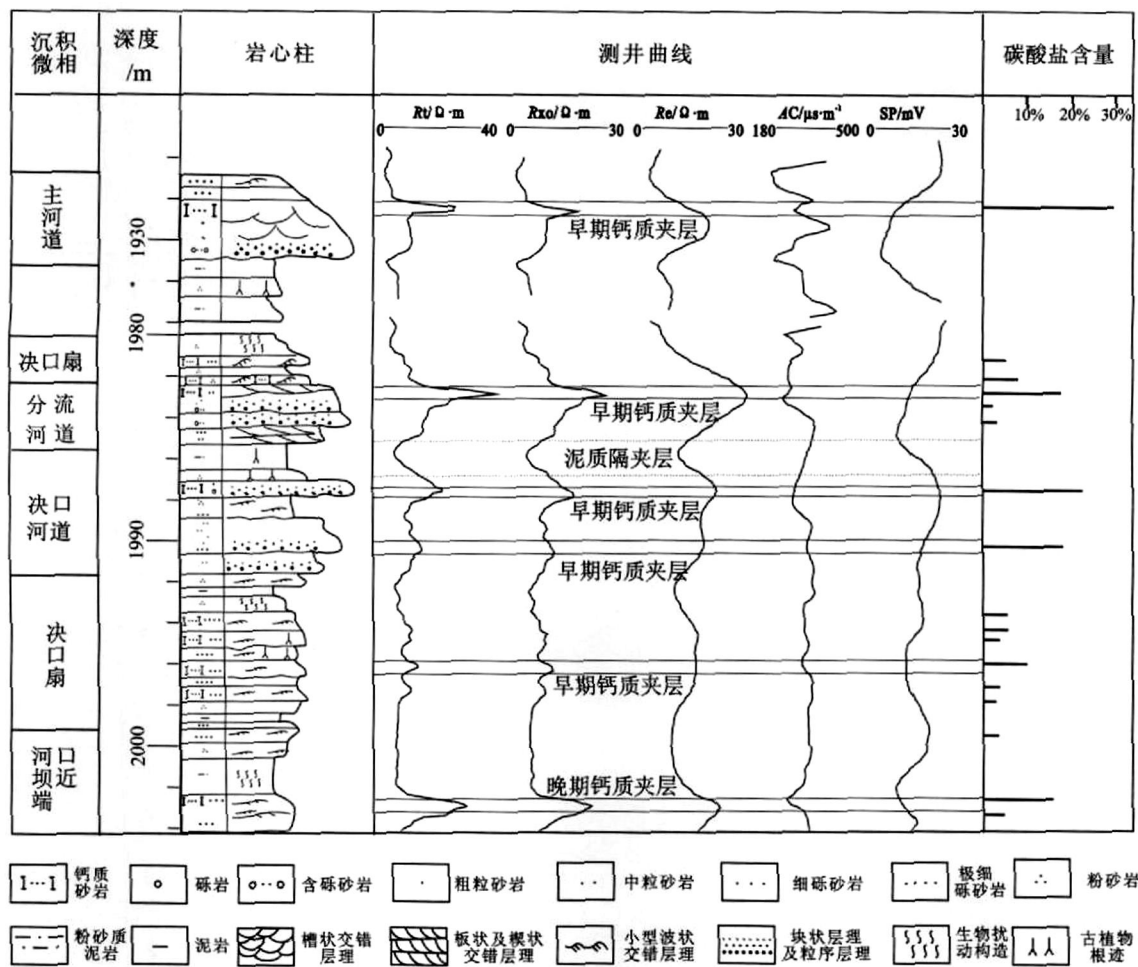 沉积
微相
深度
/m
岩心柱
测井曲线
碳酸盐含量
Rt/Ω·m
Rxo/Ω·m
Re/Ω·m
AC/μs·m⁻¹
SP/mV
10% 20% 30%
0 40
0 30
0 30
180 500
0 30
主
河
道
1930
早期钙质夹层
1980
决口扇
分流
河道
早期钙质夹层
泥质隔夹层
决口
河道
早期钙质夹层
1990
早期钙质夹层
决
口
扇
早期钙质夹层
2000
河口
坝近
端
晚期钙质夹层
钙质
砂岩
砾岩
含砾砂岩
粗粒砂岩
中粒砂岩
细砾砂岩
极细
砾砂岩
粉砂岩
粉砂质
泥岩
泥岩
槽状交错
层理
板状及楔状
交错层理
小型波状
交错层理
块状层理
及粒序层理
生物扰
动构造
古植物
根迹